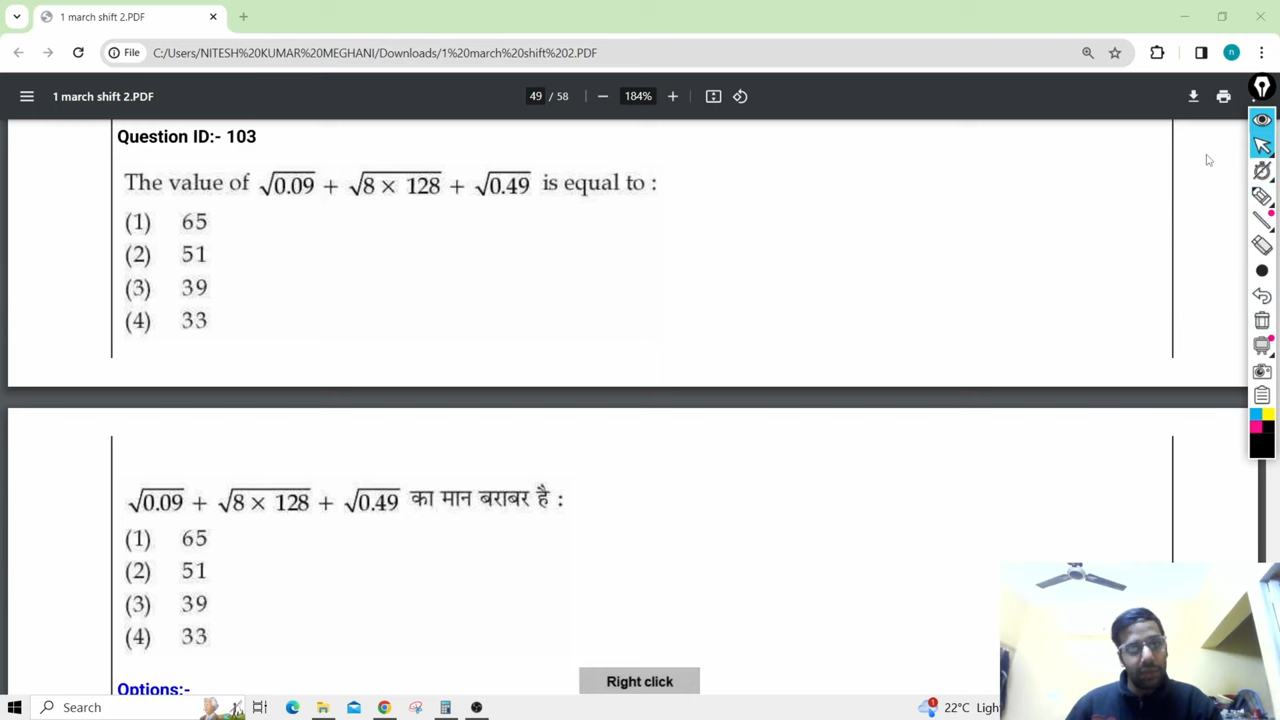 1 march shift 2.PDF
File C:/Users/NITESH%20KUMAR%20MEGHANI/Downloads/1%20march%20shift%202.PDF
n
1 march shift 2.PDF
49 / 58
184%
Question ID:- 103
The value of √0.09 + √8 × 128 + √0.49 is equal to :
(1) 65
(2) 51
(3) 39
(4) 33
√0.09 + √8 × 128 + √0.49 का मान बराबर है :
(1) 65
(2) 51
(3) 39
(4) 33
Options:-
Right click
Search
22°C Ligh